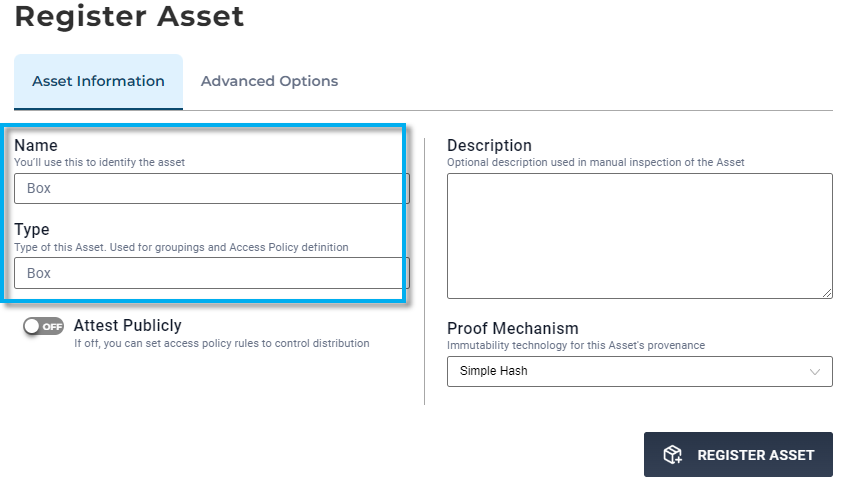 Register Asset
Asset Information
Advanced Options
Name
You'll use this to identify the asset
Box
Type
Type of this Asset. Used for groupings and Access Policy definition
Box
OFF
Attest Publicly
If off, you can set access policy rules to control distribution
Description
Optional description used in manual inspection of the Asset
Proof Mechanism
Immutability technology for this Asset's provenance
Simple Hash
REGISTER ASSET